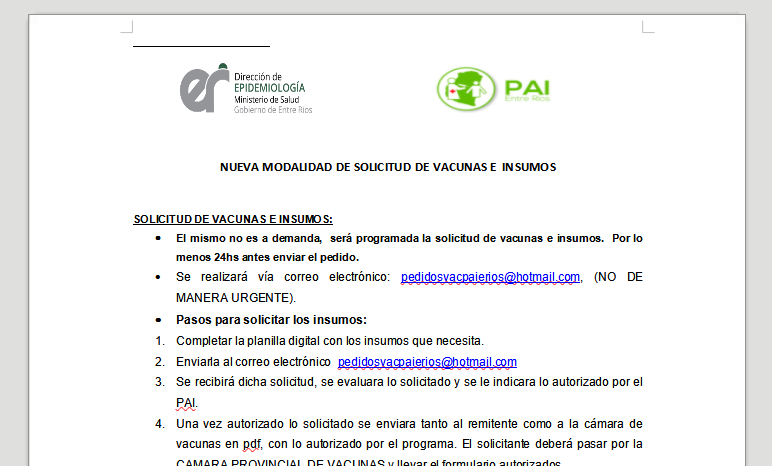 er
Dirección de
EPIDEMIOLOGÍA
Ministerio de Salud
Gobierno de Entre Ríos
PAI
Entre Rios
NUEVA MODALIDAD DE SOLICITUD DE VACUNAS E INSUMOS
SOLICITUD DE VACUNAS E INSUMOS:
• El mismo no es a demanda, será programada la solicitud de vacunas e insumos. Por lo
menos 24hs antes enviar el pedido.
• Se realizará vía correo electrónico: pedidosvacpaierios@hotmail.com, (NO DE
MANERA URGENTE).
• Pasos para solicitar los insumos:
1. Completar la planilla digital con los insumos que necesita.
2. Enviarla al correo electrónico pedidosvacpaierios@hotmail.com
3. Se recibirá dicha solicitud, se evaluara lo solicitado y se le indicara lo autorizado por el
PAI.
4. Una vez autorizado lo solicitado se enviara tanto al remitente como a la cámara de
vacunas en pdf, con lo autorizado por el programa. El solicitante deberá pasar por la
CAMARA PROVINCIAL DE VACUNAS y llevar el formulario autorizados